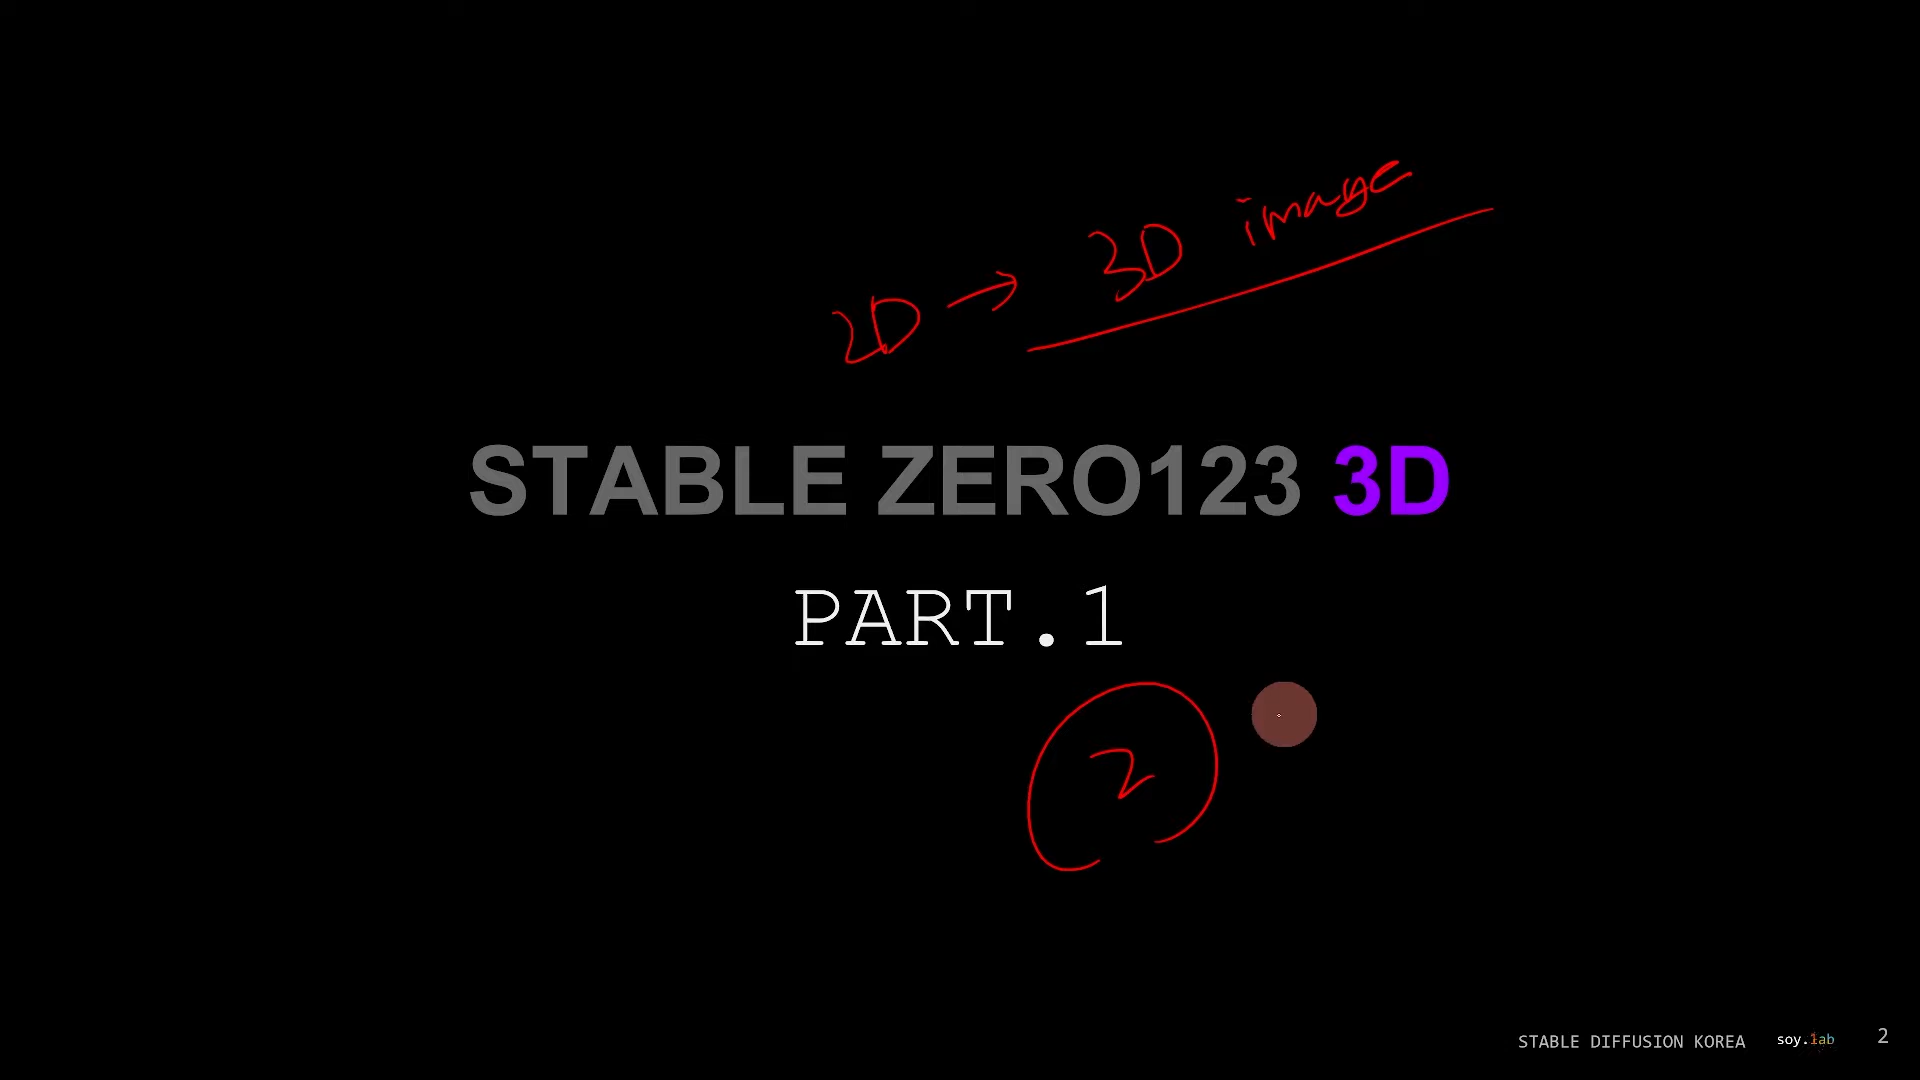 2D → 3D image
STABLE ZERO123 3D
PART.1
2
STABLE DIFFUSION KOREA soy.lab 2